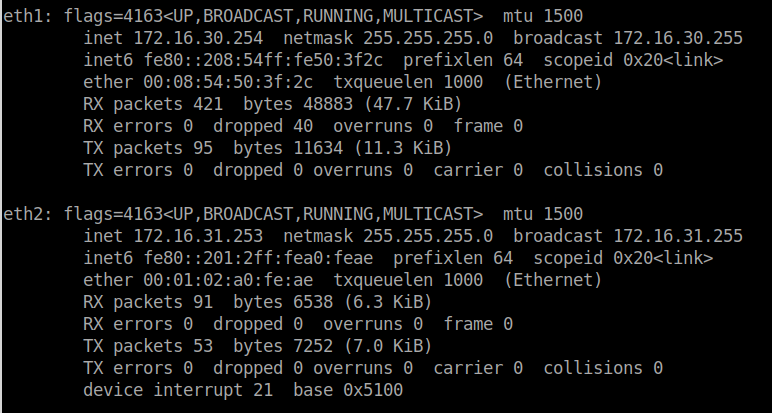 eth1: flags=4163<UP,BROADCAST,RUNNING,MULTICAST>  mtu 1500
        inet 172.16.30.254  netmask 255.255.255.0  broadcast 172.16.30.255
        inet6 fe80::208:54ff:fe50:3f2c  prefixlen 64  scopeid 0x20<link>
        ether 00:08:54:50:3f:2c  txqueuelen 1000  (Ethernet)
        RX packets 421  bytes 48883 (47.7 KiB)
        RX errors 0  dropped 40  overruns 0  frame 0
        TX packets 95  bytes 11634 (11.3 KiB)
        TX errors 0  dropped 0 overruns 0  carrier 0  collisions 0

eth2: flags=4163<UP,BROADCAST,RUNNING,MULTICAST>  mtu 1500
        inet 172.16.31.253  netmask 255.255.255.0  broadcast 172.16.31.255
        inet6 fe80::201:2ff:fea0:feae  prefixlen 64  scopeid 0x20<link>
        ether 00:01:02:a0:fe:ae  txqueuelen 1000  (Ethernet)
        RX packets 91  bytes 6538 (6.3 KiB)
        RX errors 0  dropped 0  overruns 0  frame 0
        TX packets 53  bytes 7252 (7.0 KiB)
        TX errors 0  dropped 0 overruns 0  carrier 0  collisions 0
        device interrupt 21  base 0x5100